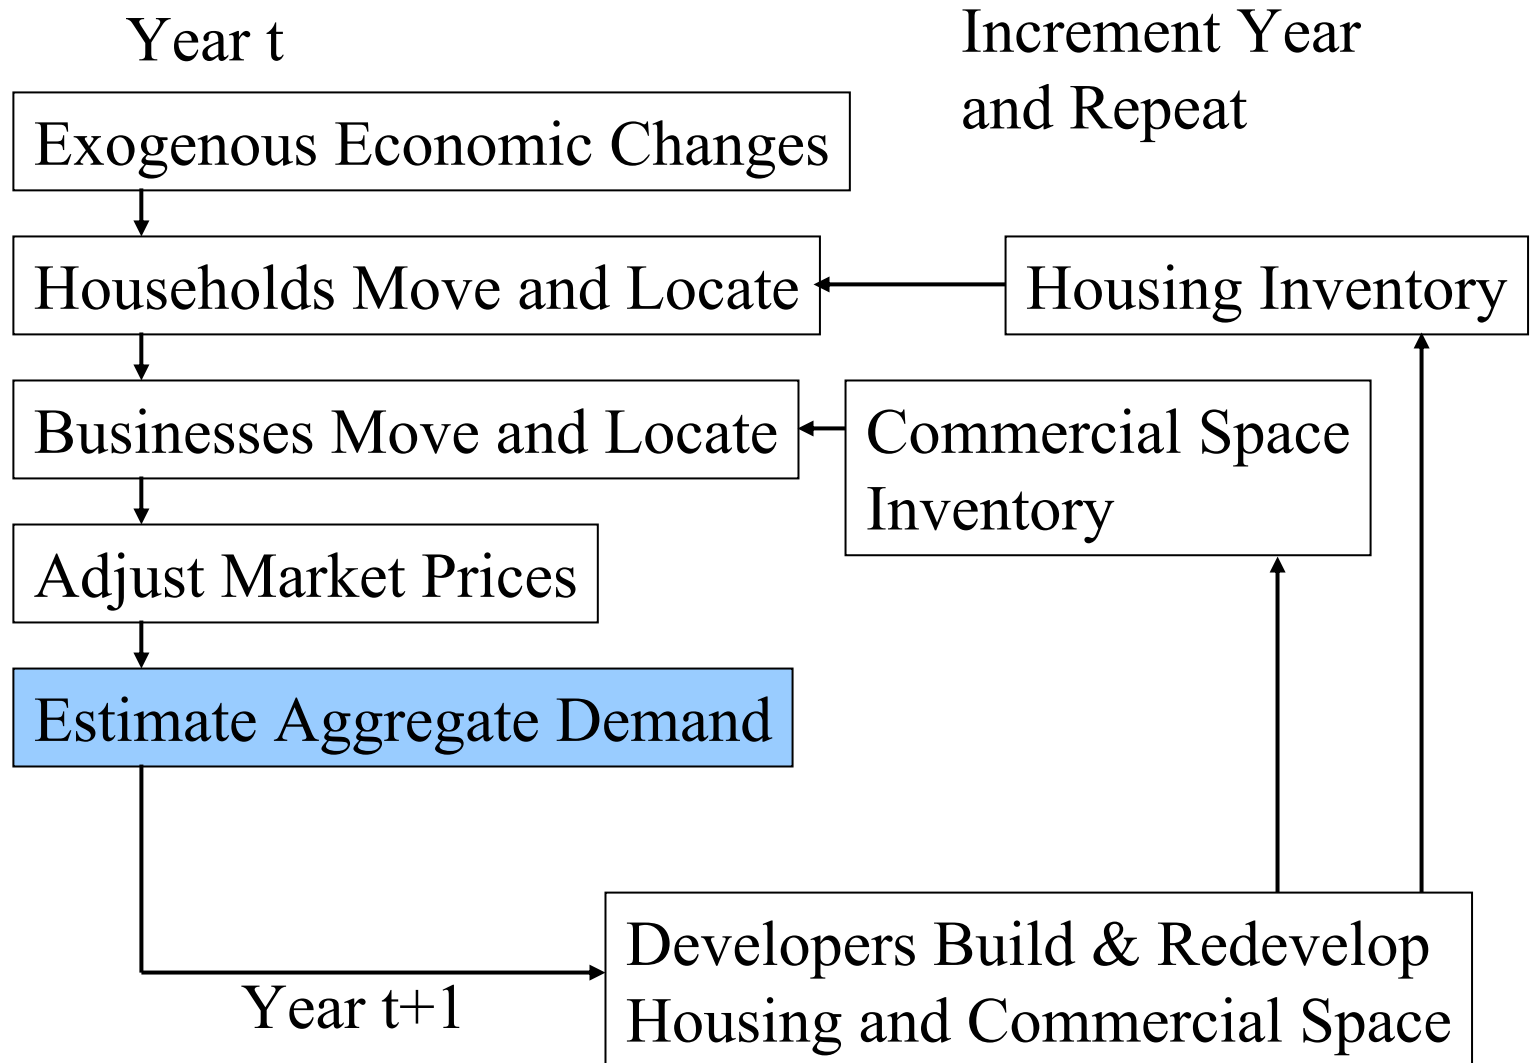 Year t
Increment Year
and Repeat
Exogenous Economic Changes
Households Move and Locate
Housing Inventory
Businesses Move and Locate
Commercial Space
Inventory
Adjust Market Prices
Estimate Aggregate Demand
Year t+1
Developers Build & Redevelop
Housing and Commercial Space